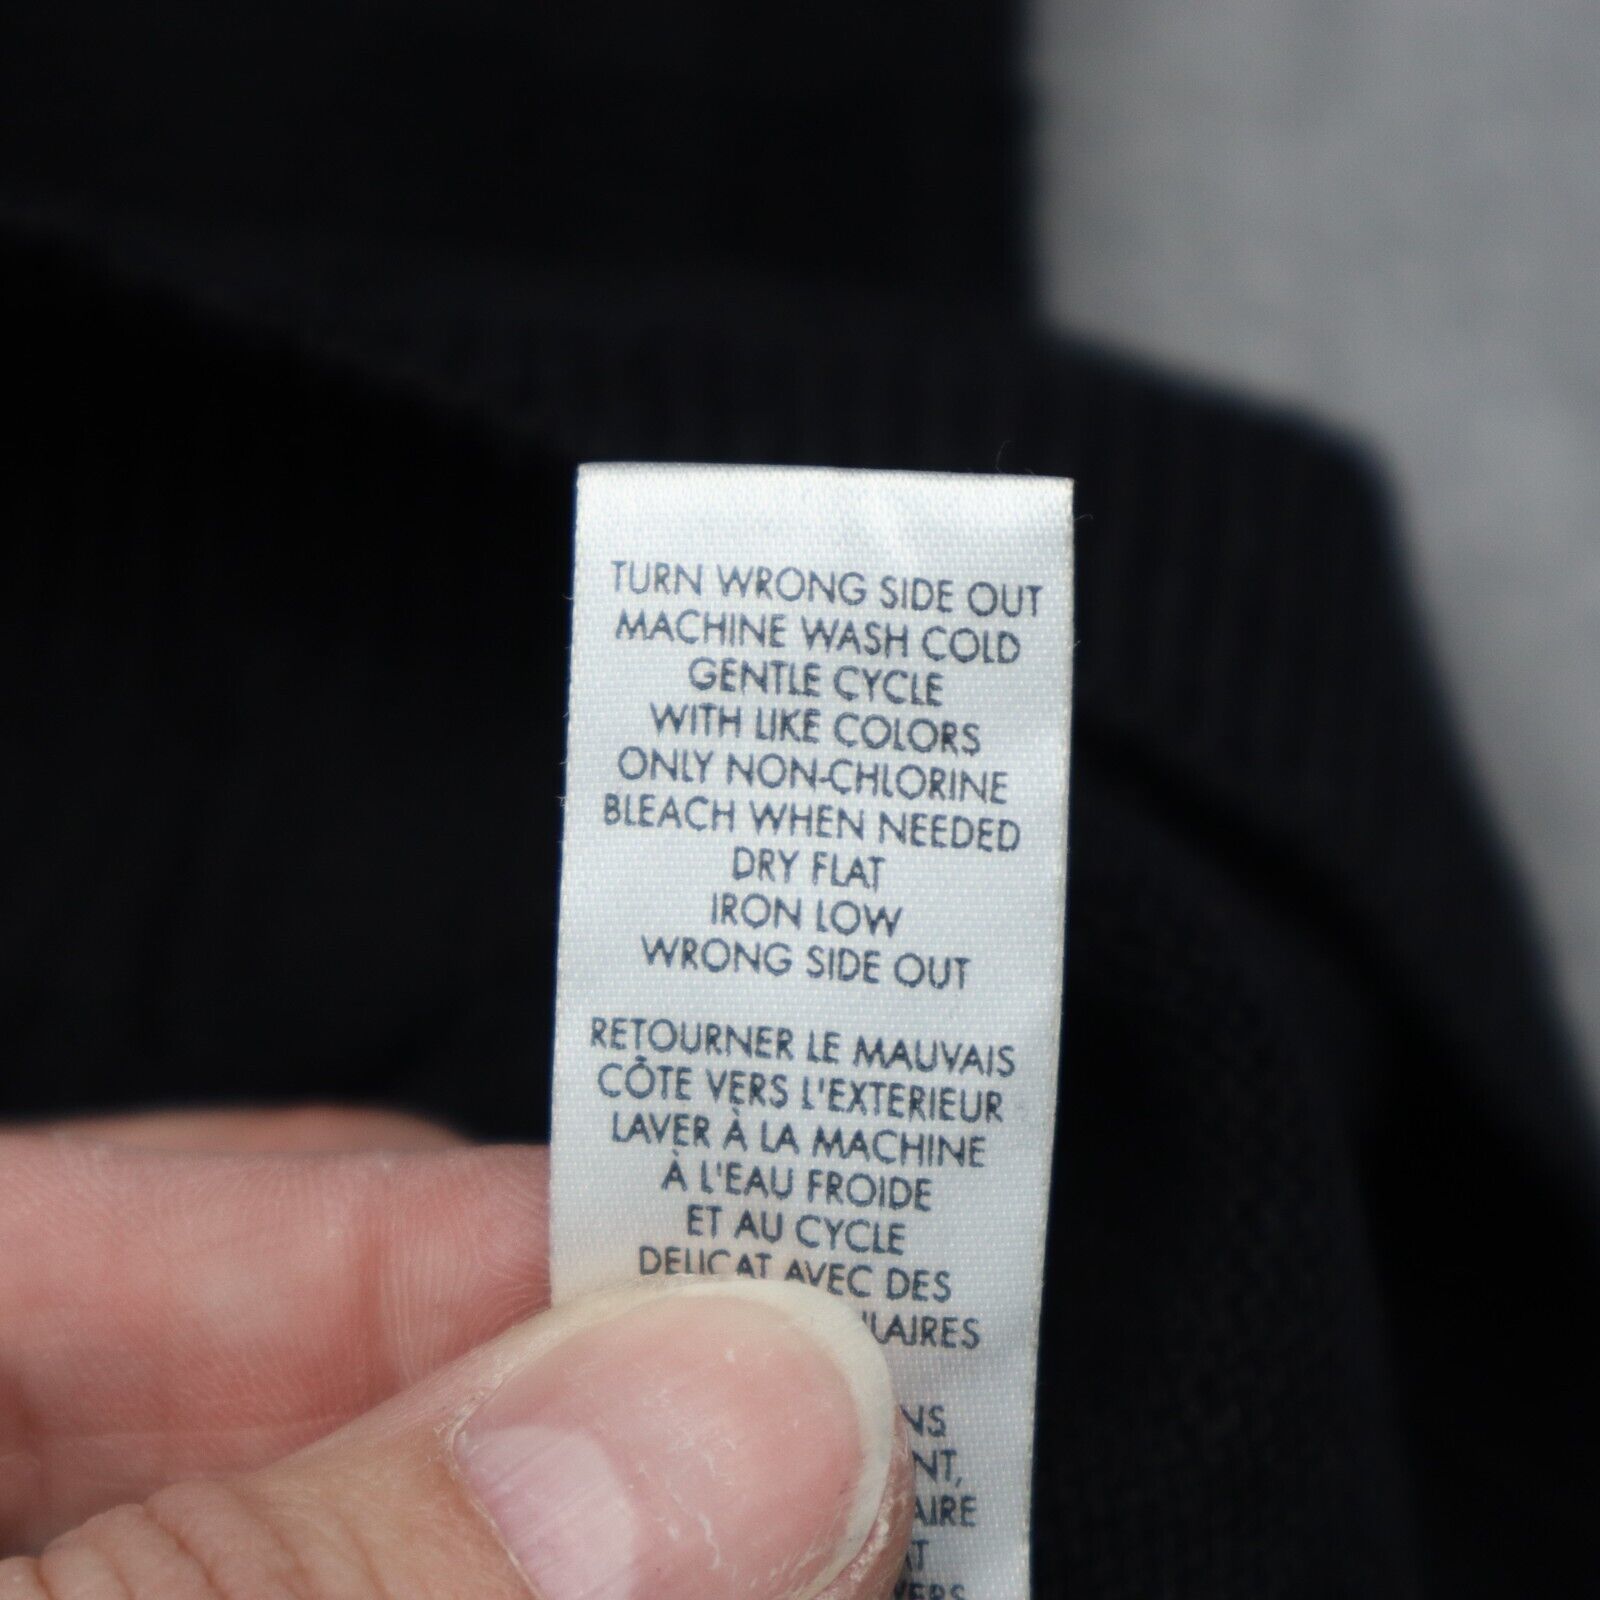 TURN WRONG SIDE OUT
MACHINE WASH COLD
GENTLE CYCLE
WITH LIKE COLORS
ONLY NON-CHLORINE
BLEACH WHEN NEEDED
DRY FLAT
IRON LOW
WRONG SIDE OUT
RETOURNER LE MAUVAIS
CÔTE VERS L'EXTERIEUR
LAVER À LA MACHINE
À L'EAU FROIDE
ET AU CYCLE
DELICAT AVEC DES